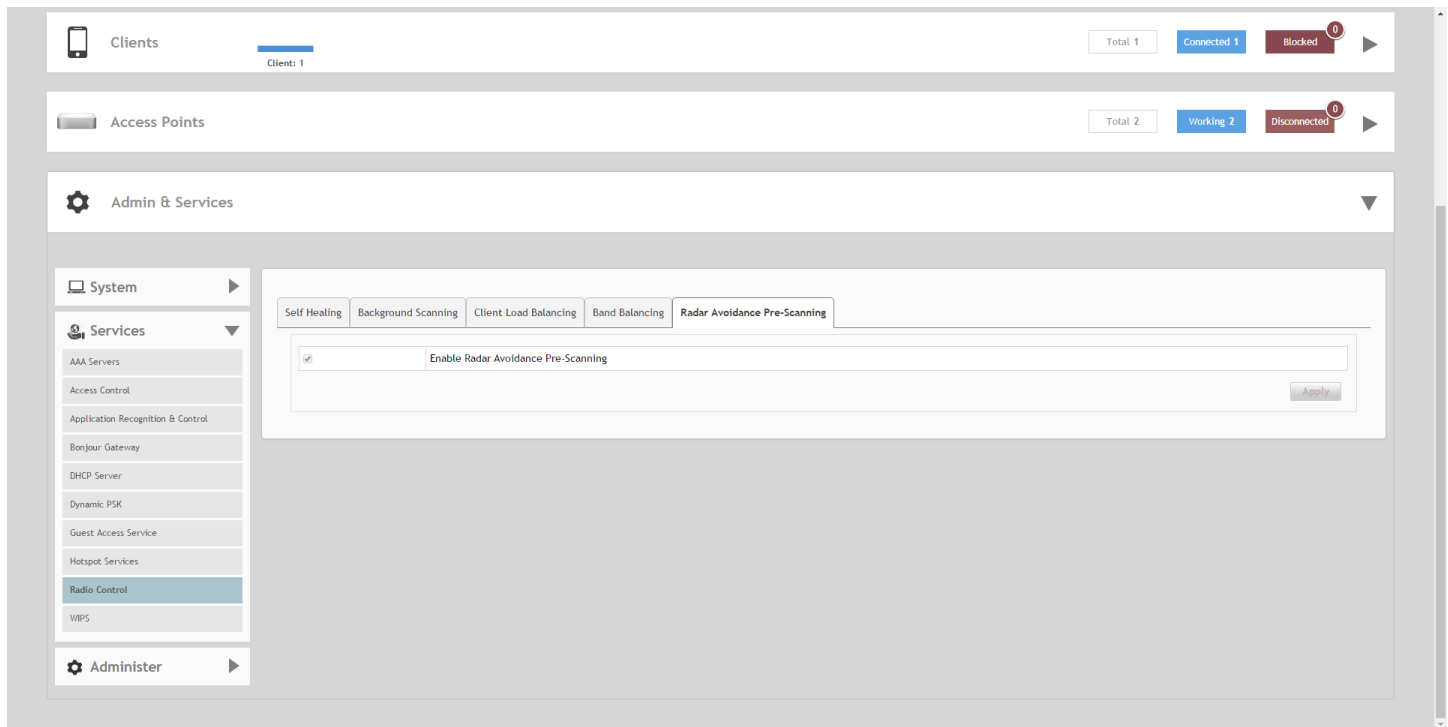 Clients
Client: 1
Total 1
Connected 1
Blocked
0
Access Points
Total 2
Working 2
Disconnected
0
Admin & Services
System
Services
AAA Servers
Access Control
Application Recognition & Control
Bonjour Gateway
DHCP Server
Dynamic PSK
Guest Access Service
Hotspot Services
Radio Control
WIPS
Administer
Self Healing
Background Scanning
Client Load Balancing
Band Balancing
Radar Avoidance Pre-Scanning
Enable Radar Avoidance Pre-Scanning
Apply